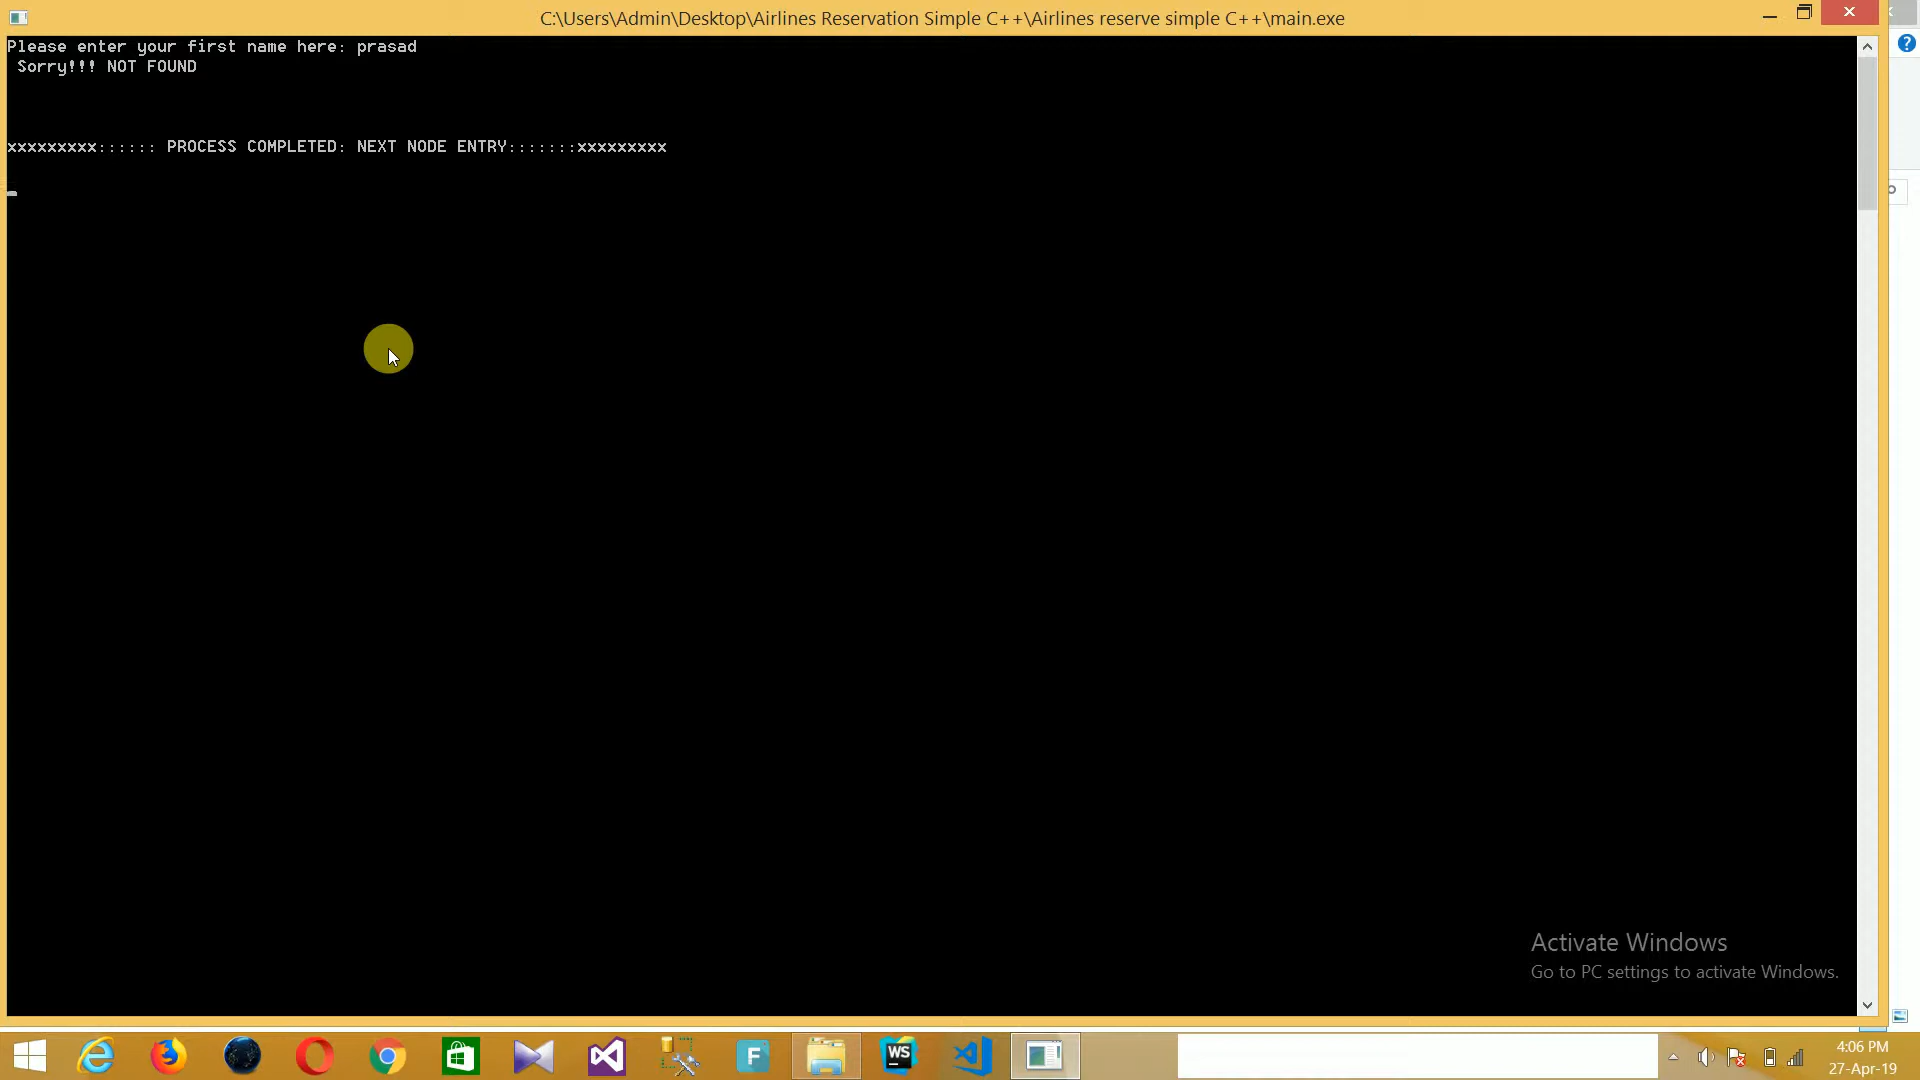 C:\Users\Admin\Desktop\Airlines Reservation Simple C++\Airlines reserve simple C++\main.exe
Please enter your first name here: prasad
Sorry!!! NOT FOUND
xxxxxxxxx:::::: PROCESS COMPLETED: NEXT NODE ENTRY:::::::xxxxxxxxx
Activate Windows
Go to PC settings to activate Windows.
F
WS
4:06 PM
27-Apr-19